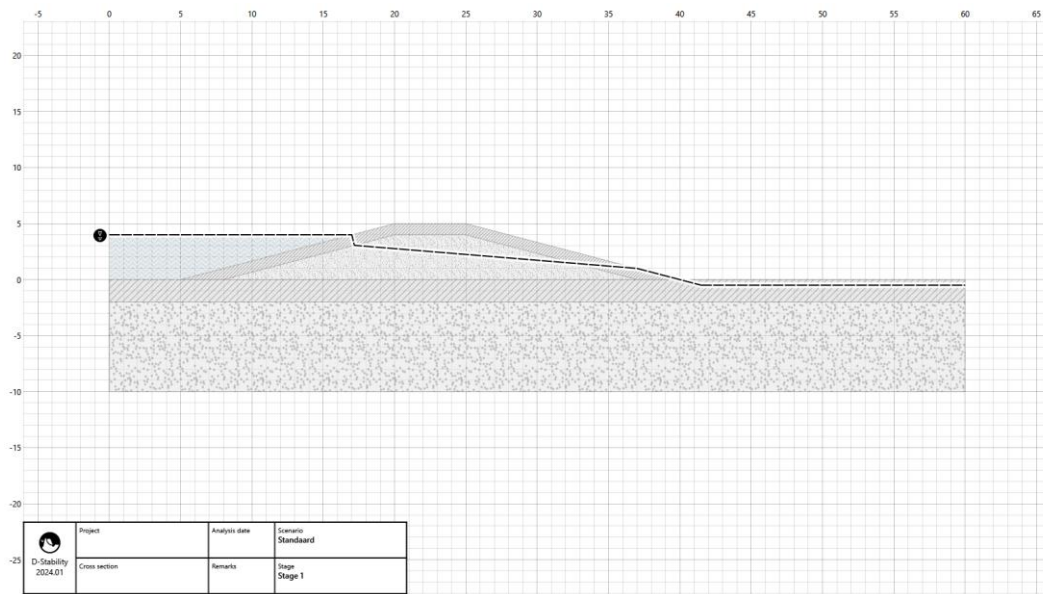 -5 0 5 10 15 20 25 30 35 40 45 50 55 60 65
20
15
10
5
0
-5
-10
-15
-20
-25
D-Stability
2024.01
Project
Analysis date
Scenario
Standaard
Cross section
Remarks
Stage
Stage 1